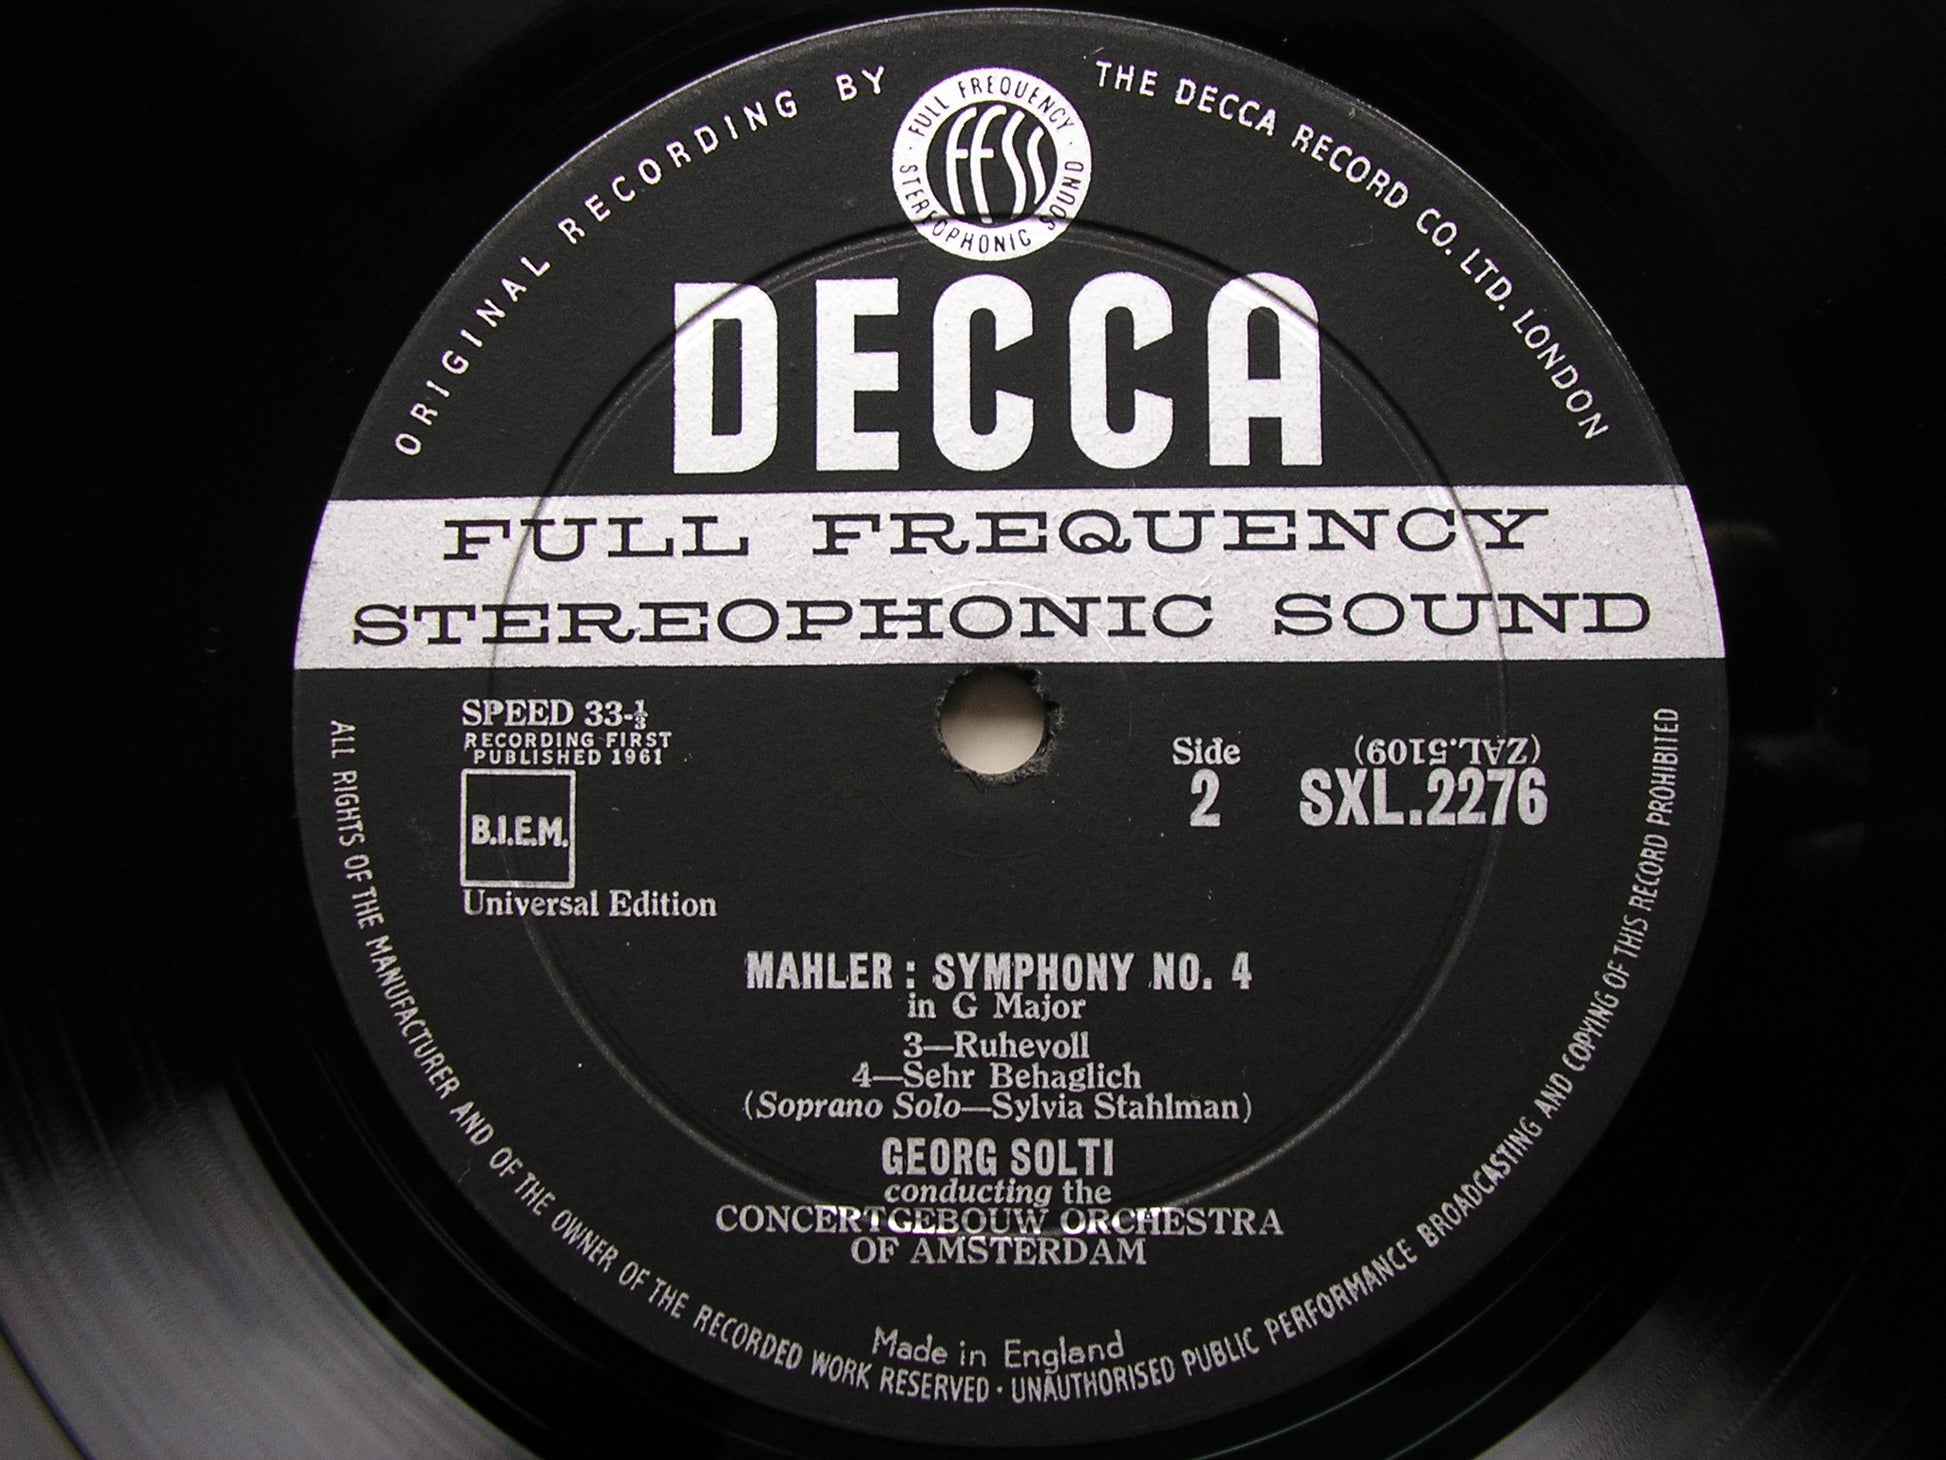 ORIGINAL RECORDING BY THE DECCA RECORD CO. LTD. LONDON
FULL FREQUENCY
FFSS
STEREOPHONIC SOUND
DECCA
FULL FREQUENCY
STEREOPHONIC SOUND
SPEED 33-⅓
RECORDING FIRST
PUBLISHED 1961
B.I.E.M.
Universal Edition
Side
2
(ZAL.5109)
SXL.2276
MAHLER : SYMPHONY NO. 4
in G Major
3—Ruhevoll
4—Sehr Behaglich
(Soprano Solo—Sylvia Stahlman)
GEORG SOLTI
conducting the
CONCERTGEBOUW ORCHESTRA
OF AMSTERDAM
Made in England
ALL RIGHTS OF THE MANUFACTURER AND OF THE OWNER OF THE RECORDED WORK RESERVED · UNAUTHORISED PUBLIC PERFORMANCE BROADCASTING AND COPYING OF THIS RECORD PROHIBITED